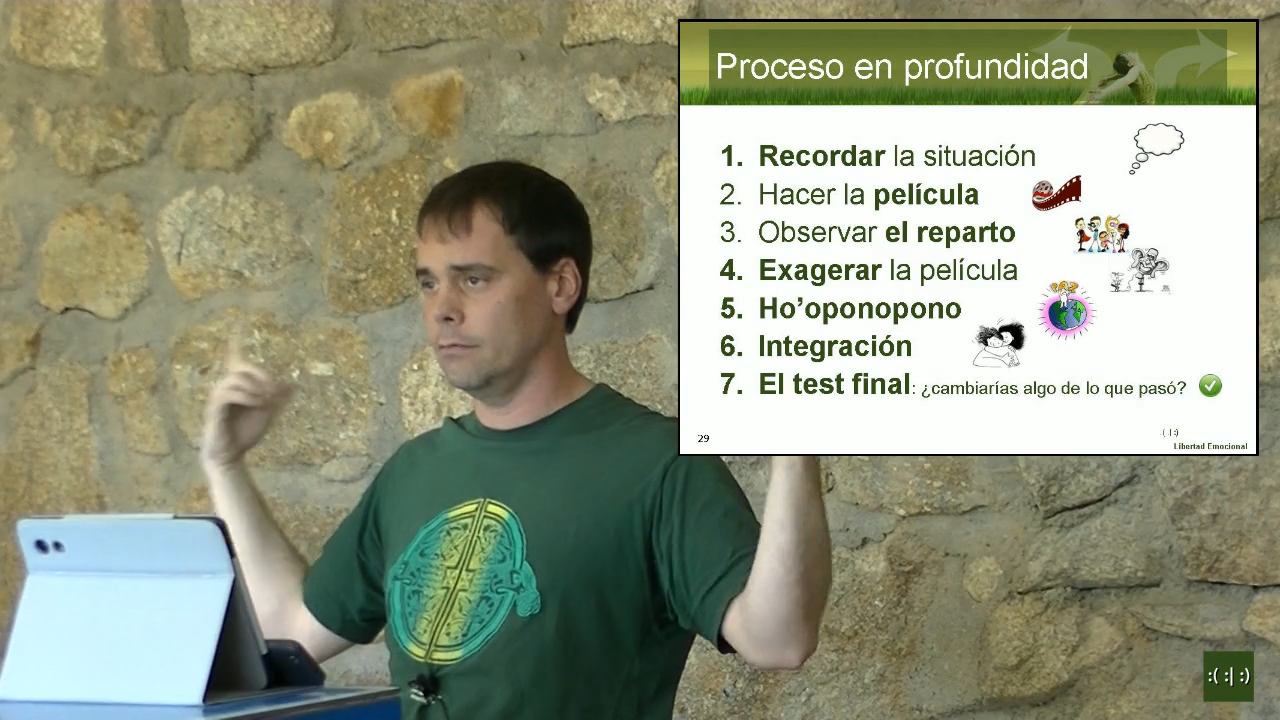 Proceso en profundidad
1. Recordar la situación
2. Hacer la película
3. Observar el reparto
4. Exagerar la película
5. Ho’oponopono
6. Integración
7. El test final: ¿cambiarías algo de lo que pasó?
PAZ
29
:( :| :)
Libertad Emocional
:( :| :)